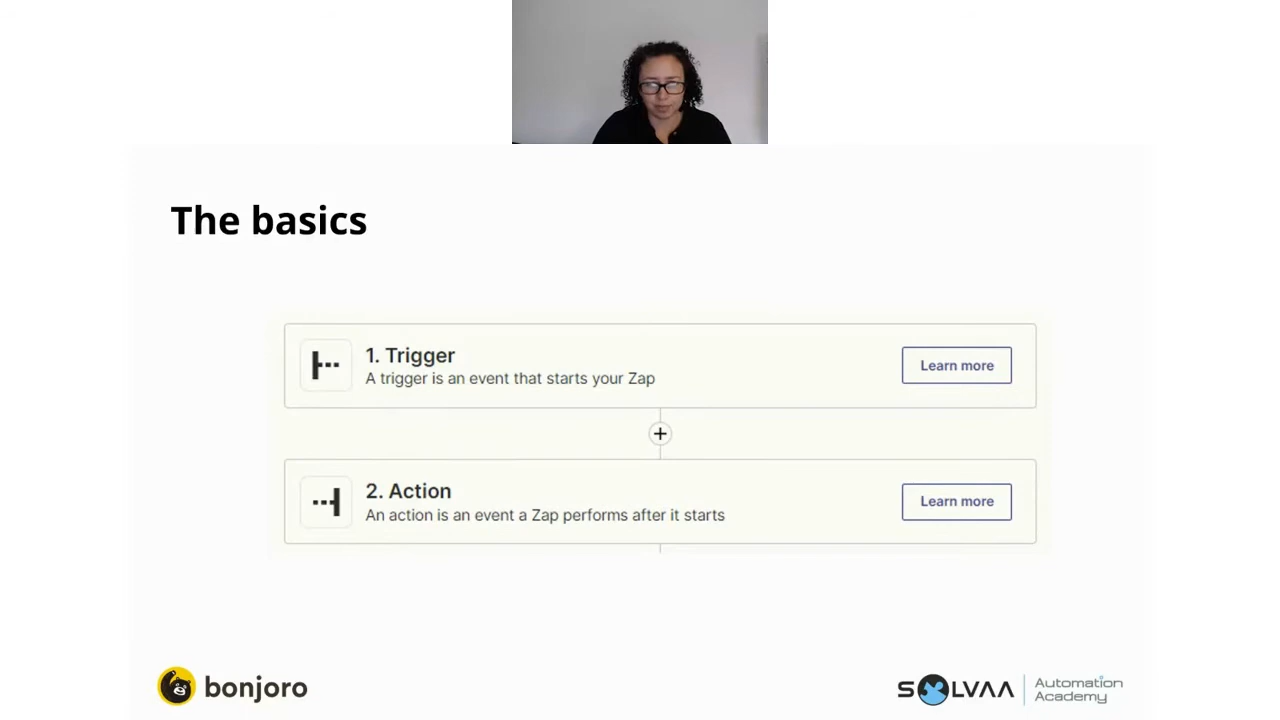 The basics
1. Trigger
A trigger is an event that starts your Zap
Learn more
2. Action
An action is an event a Zap performs after it starts
Learn more
bonjoro
SOLVAA
Automation
Academy